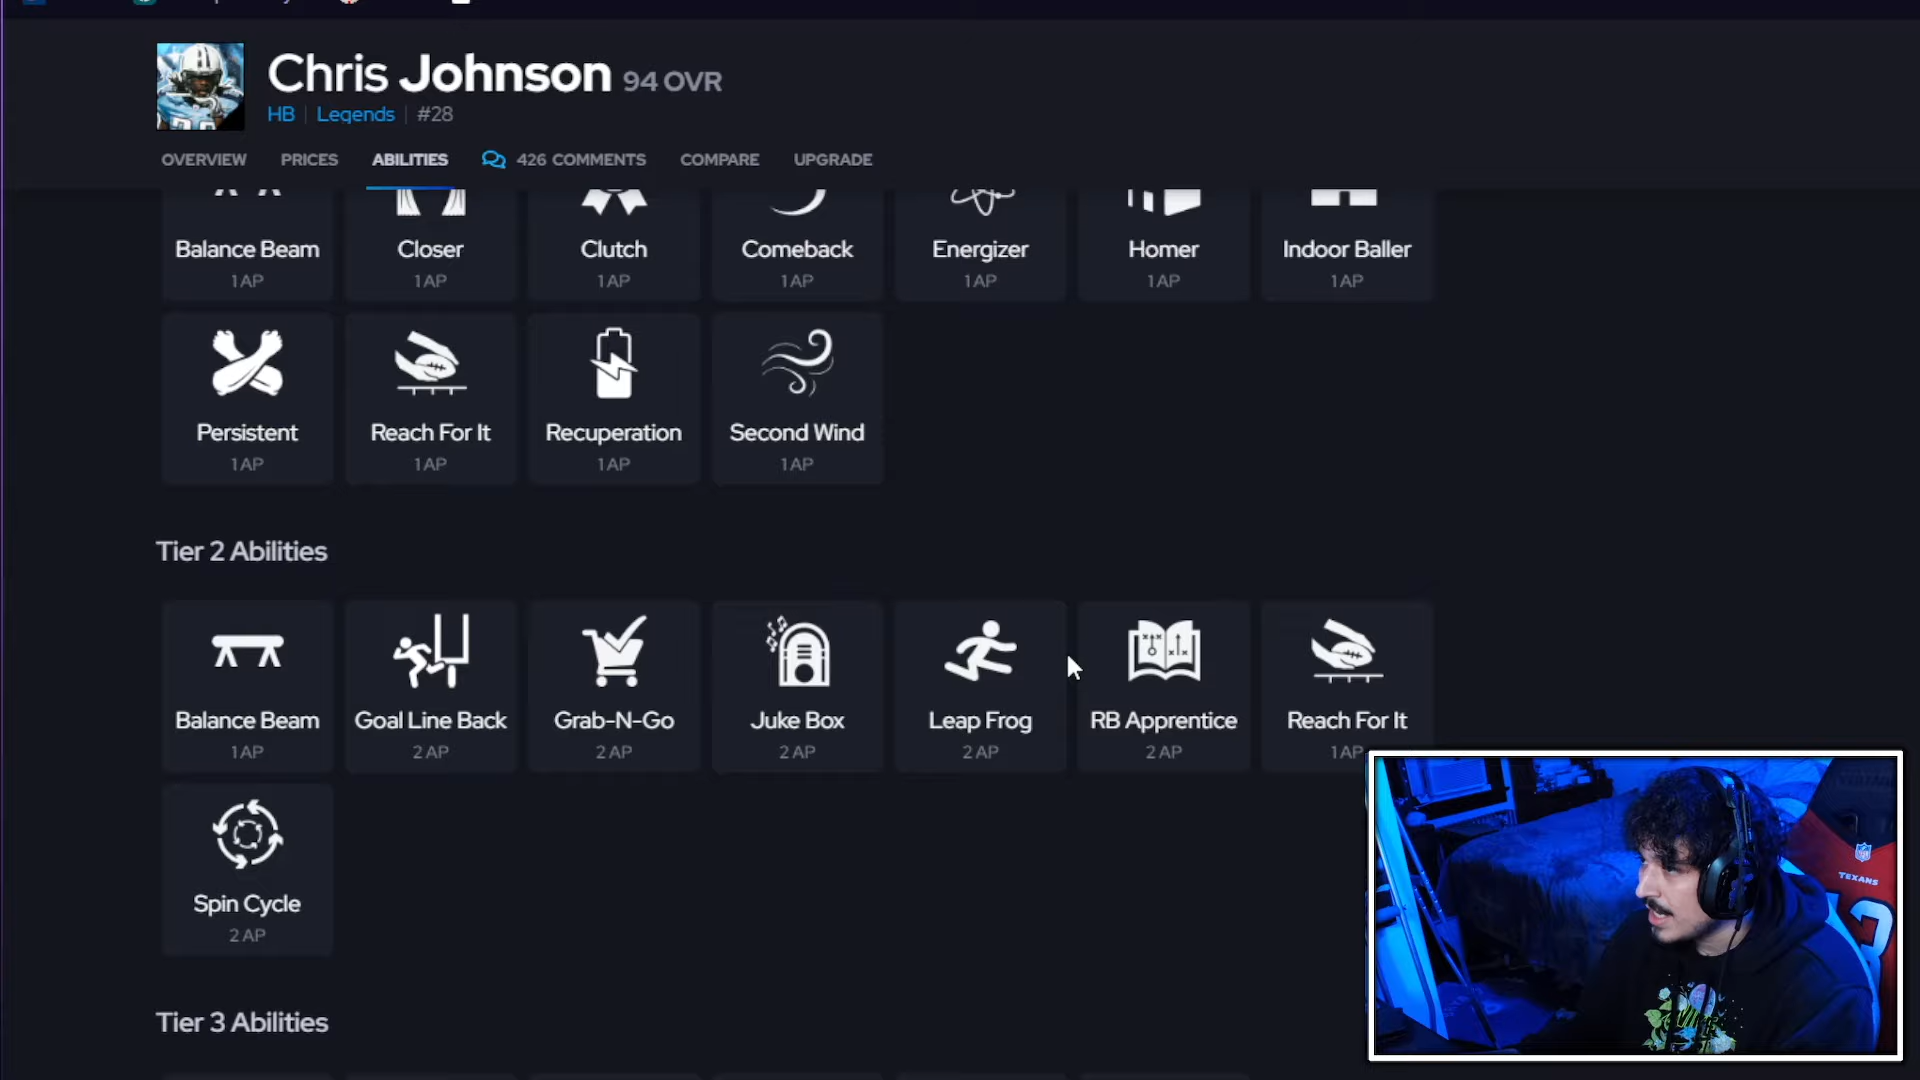 Chris Johnson 94 OVR
HB | Legends | #28
OVERVIEW PRICES ABILITIES 426 COMMENTS COMPARE UPGRADE
Balance Beam Closer Clutch Comeback Energizer Homer Indoor Baller
1 AP 1 AP 1 AP 1 AP 1 AP 1 AP 1 AP
Persistent Reach For It Recuperation Second Wind
1 AP 1 AP 1 AP 1 AP
Tier 2 Abilities
Balance Beam Goal Line Back Grab-N-Go Juke Box Leap Frog RB Apprentice Reach For It
1 AP 2 AP 2 AP 2 AP 2 AP 2 AP 1 AP
Spin Cycle
2 AP
Tier 3 Abilities
NFL
TEXANS